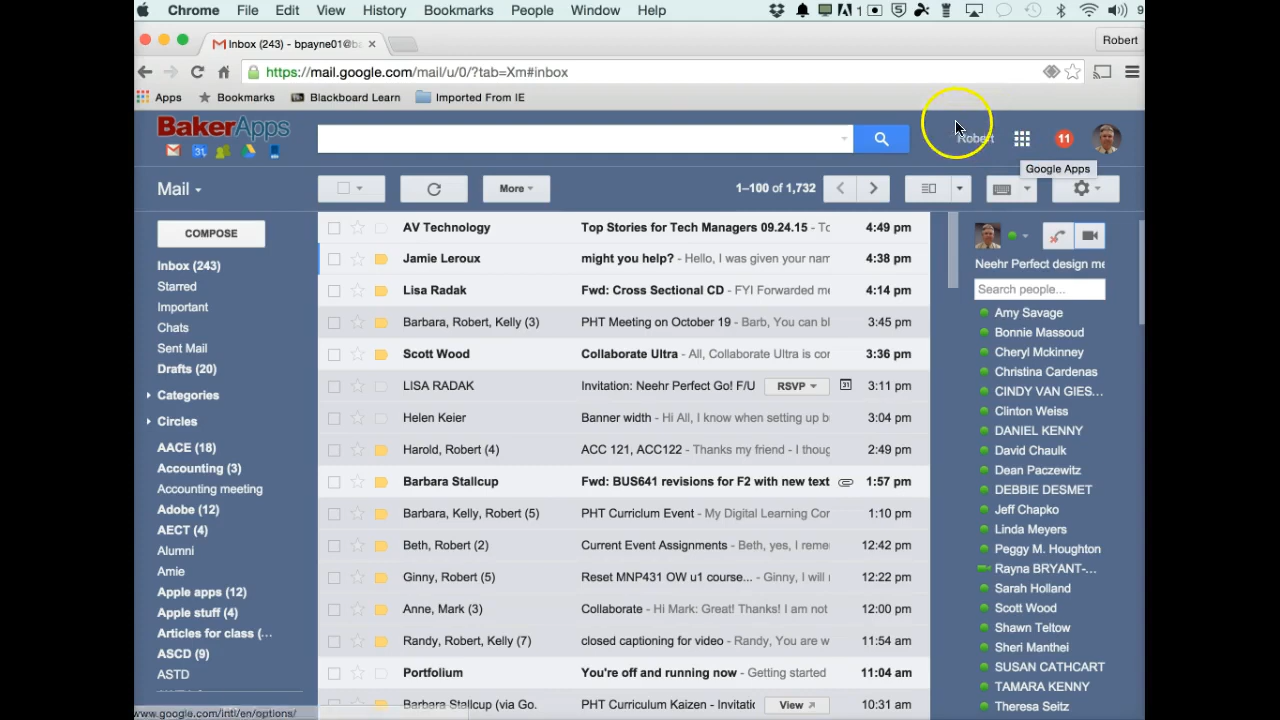 Chrome File Edit View History Bookmarks People Window Help 1 9
Inbox (243) - bpayne01@b Robert
https://mail.google.com/mail/u/0/?tab=Xm#inbox
Apps Bookmarks Blackboard Learn Imported From IE
BakerApps
31
Robert 11
Google Apps
Mail More 1–100 of 1,732
COMPOSE
Inbox (243)
Starred
Important
Chats
Sent Mail
Drafts (20)
Categories
Circles
AACE (18)
Accounting (3)
Accounting meeting
Adobe (12)
AECT (4)
Alumni
Amie
Apple apps (12)
Apple stuff (4)
Articles for class (…
ASCD (9)
ASTD
www.google.com/intl/en/options/
AV Technology Top Stories for Tech Managers 09.24.15 - Tc 4:49 pm
Jamie Leroux might you help? - Hello, I was given your nam 4:38 pm
Lisa Radak Fwd: Cross Sectional CD - FYI Forwarded me 4:14 pm
Barbara, Robert, Kelly (3) PHT Meeting on October 19 - Barb, You can bl 3:45 pm
Scott Wood Collaborate Ultra - All, Collaborate Ultra is cor 3:36 pm
LISA RADAK Invitation: Neehr Perfect Go! F/U RSVP 31 3:11 pm
Helen Keier Banner width - Hi All, I know when setting up b 3:04 pm
Harold, Robert (4) ACC 121, ACC122 - Thanks my friend - I thoug 2:49 pm
Barbara Stallcup Fwd: BUS641 revisions for F2 with new text 1:57 pm
Barbara, Kelly, Robert (5) PHT Curriculm Event - My Digital Learning Cor 1:10 pm
Beth, Robert (2) Current Event Assignments - Beth, yes, I reme 12:42 pm
Ginny, Robert (5) Reset MNP431 OW u1 course... - Ginny, I will 12:22 pm
Anne, Mark (3) Collaborate - Hi Mark: Great! Thanks! I am not 12:00 pm
Randy, Robert, Kelly (7) closed captioning for video - Randy, You are w 11:54 am
Portfolium You're off and running now - Getting started 11:04 am
Barbara Stallcup (via Go. PHT Curriculum Kaizen - Invitatic View 10:31 am
Neehr Perfect design me
Search people...
Amy Savage
Bonnie Massoud
Cheryl Mckinney
Christina Cardenas
CINDY VAN GIES…
Clinton Weiss
DANIEL KENNY
David Chaulk
Dean Paczewitz
DEBBIE DESMET
Jeff Chapko
Linda Meyers
Peggy M. Houghton
Rayna BRYANT-…
Sarah Holland
Scott Wood
Shawn Teltow
Sheri Manthei
SUSAN CATHCART
TAMARA KENNY
Theresa Seitz